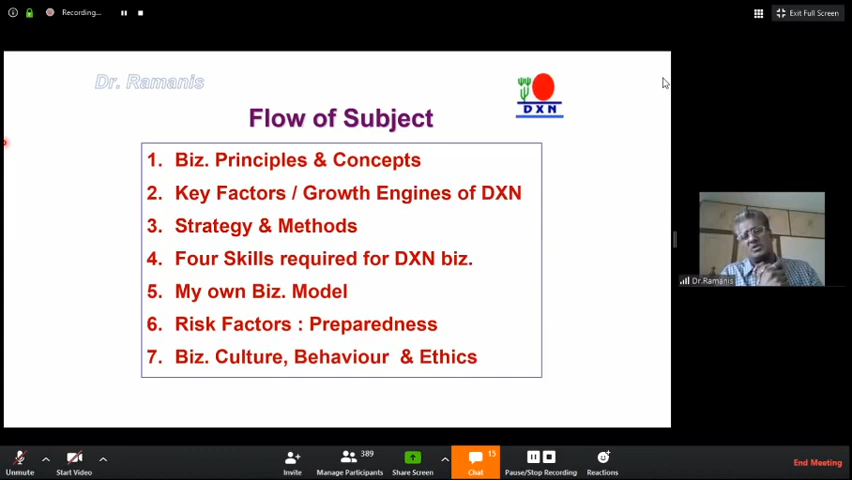 Recording...
Exit Full Screen
Dr. Ramanis
DXN
Flow of Subject
1. Biz. Principles & Concepts
2. Key Factors / Growth Engines of DXN
3. Strategy & Methods
4. Four Skills required for DXN biz.
5. My own Biz. Model
6. Risk Factors : Preparedness
7. Biz. Culture, Behaviour & Ethics
Dr.Ramanis
Unmute
Start Video
Invite
389
Manage Participants
Share Screen
15
Chat
Pause/Stop Recording
Reactions
End Meeting